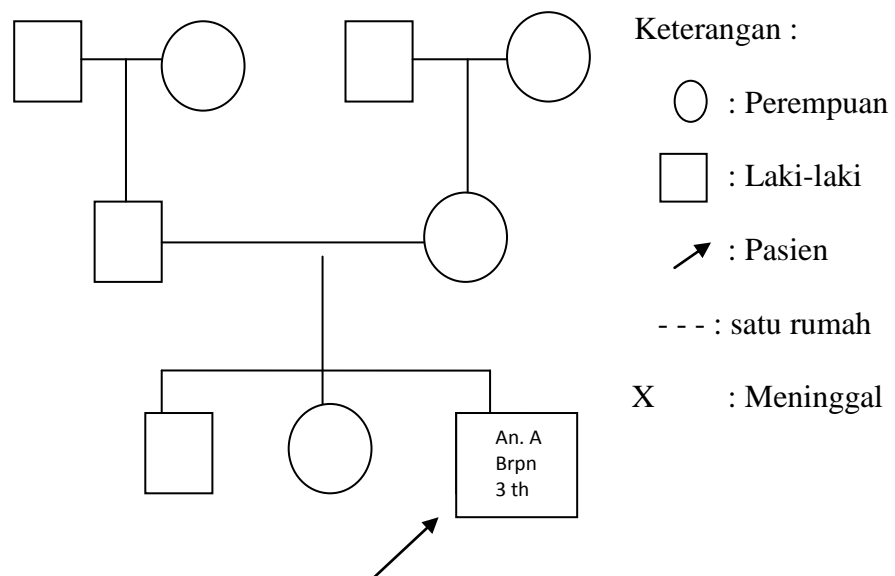 Keterangan :
: Perempuan
: Laki-laki
: Pasien
- - - : satu rumah
X : Meninggal
An. A
Brpn
3 th